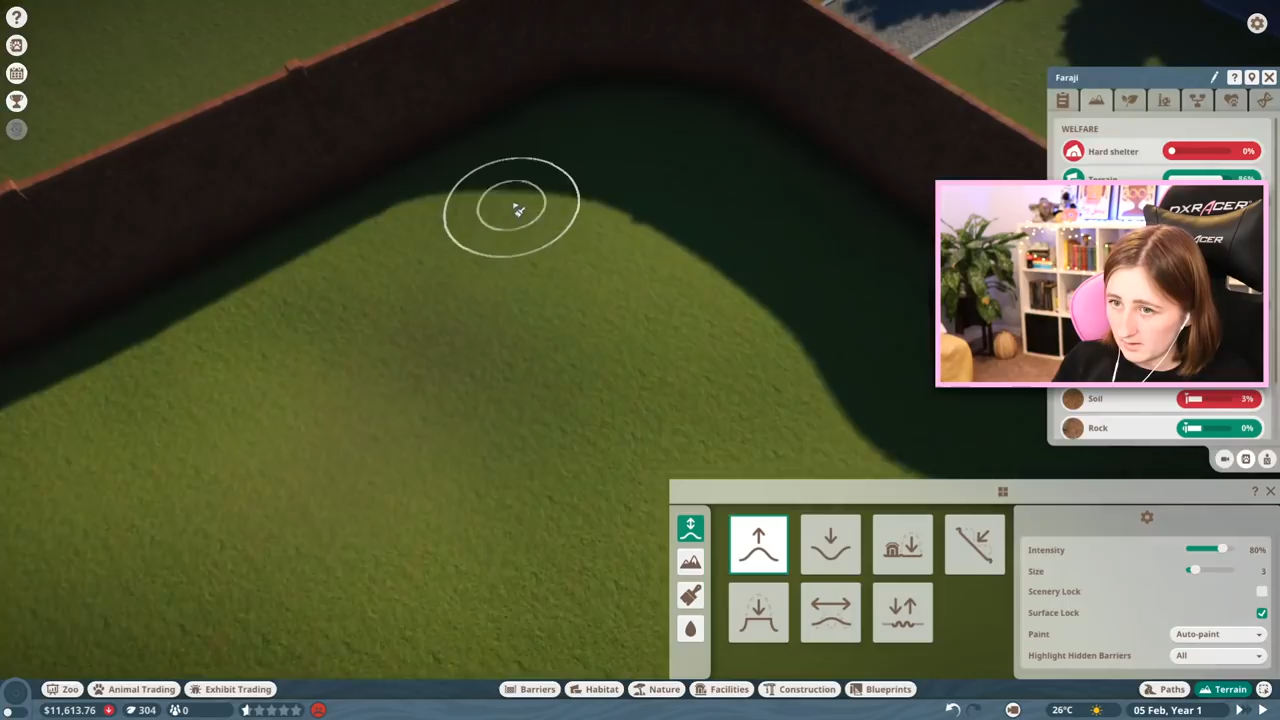 Faraji
WELFARE
Hard shelter 0%
Terrain 86%
DXRACER
Soil 3%
Rock 0%
Intensity 80%
Size 3
Scenery Lock
Surface Lock
Paint Auto-paint
Highlight Hidden Barriers All
Zoo Animal Trading Exhibit Trading Barriers Habitat Nature Facilities Construction Blueprints Paths Terrain
$11,613.76 304 0 26°C 05 Feb, Year 1